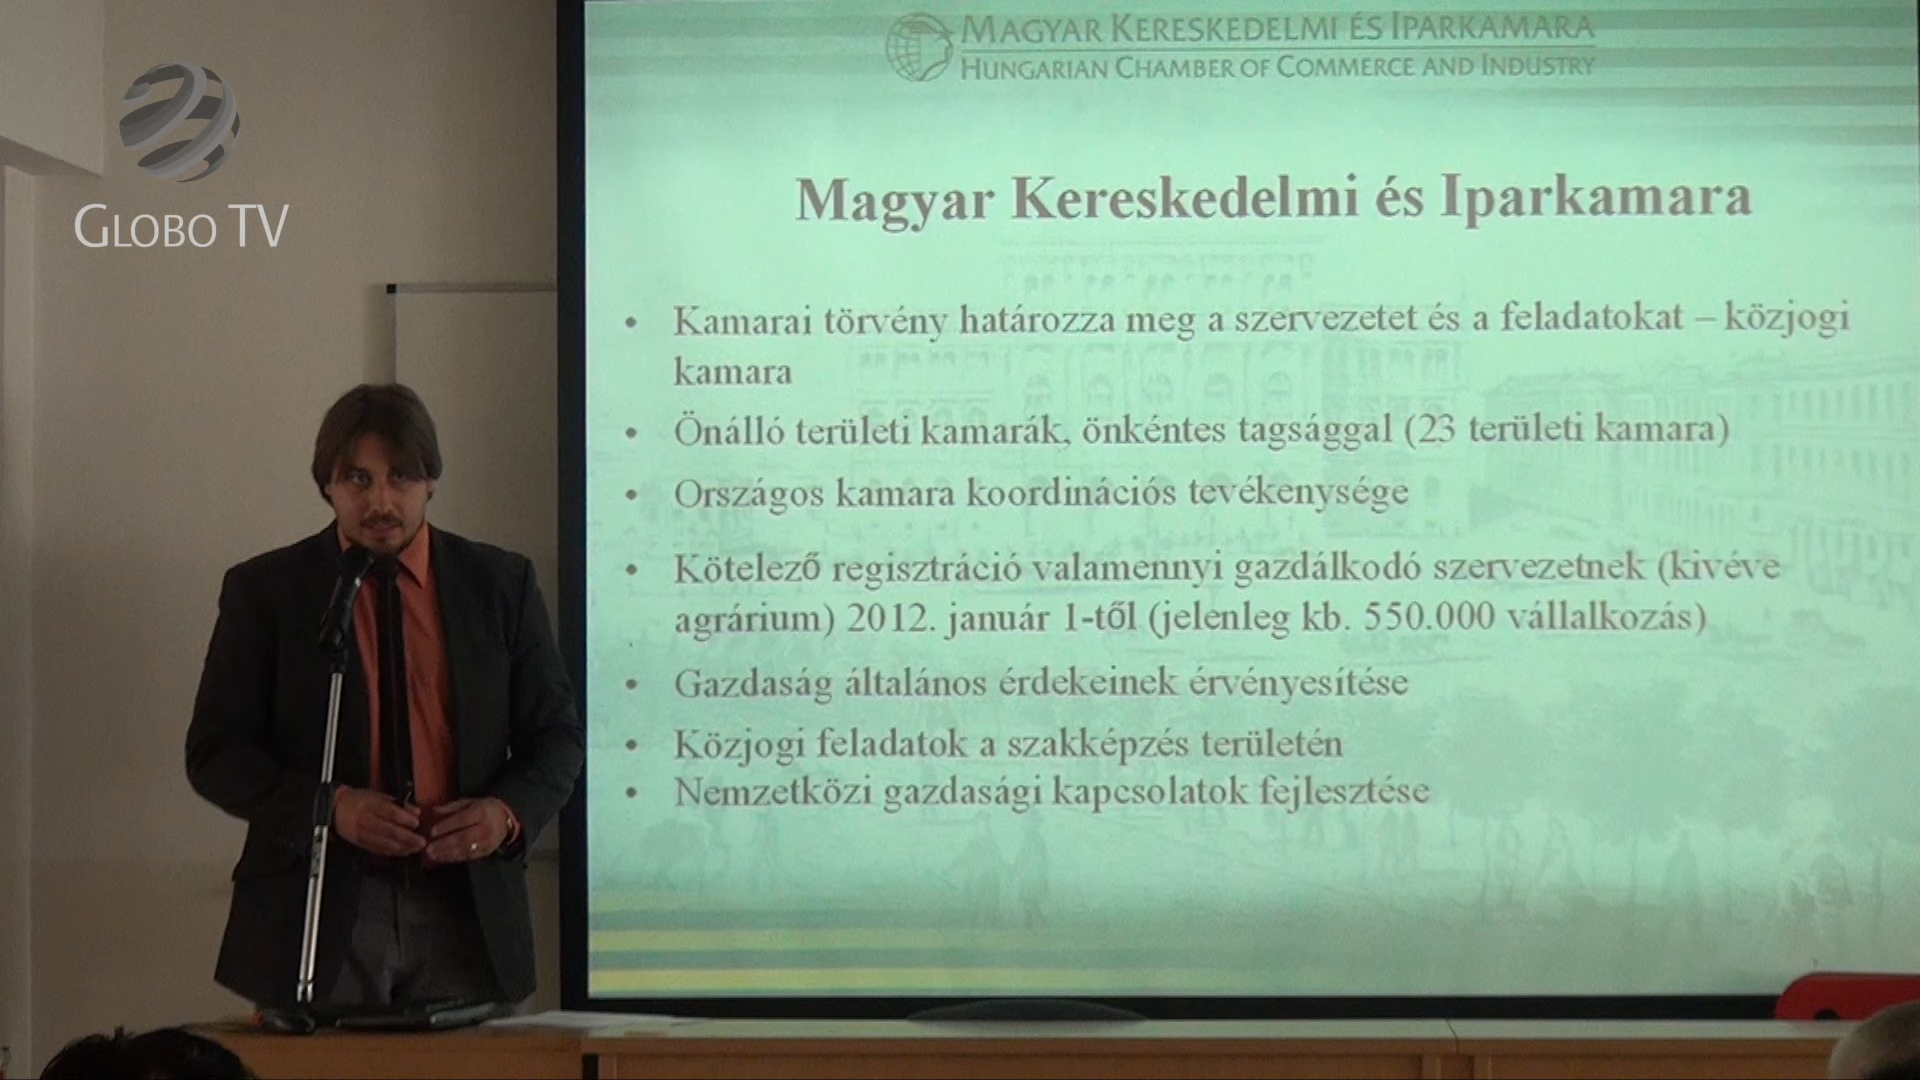 GLOBO TV
MAGYAR KERESKEDELMI ÉS IPARKAMARA
HUNGARIAN CHAMBER OF COMMERCE AND INDUSTRY
Magyar Kereskedelmi és Iparkamara
• Kamarai törvény határozza meg a szervezetet és a feladatokat – közjogi
kamara
• Önálló területi kamarák, önkéntes tagsággal (23 területi kamara)
• Országos kamara koordinációs tevékenysége
• Kötelező regisztráció valamennyi gazdálkodó szervezetnek (kivéve
agrárium) 2012. január 1-től (jelenleg kb. 550.000 vállalkozás)
• Gazdaság általános érdekeinek érvényesítése
• Közjogi feladatok a szakképzés területén
• Nemzetközi gazdasági kapcsolatok fejlesztése